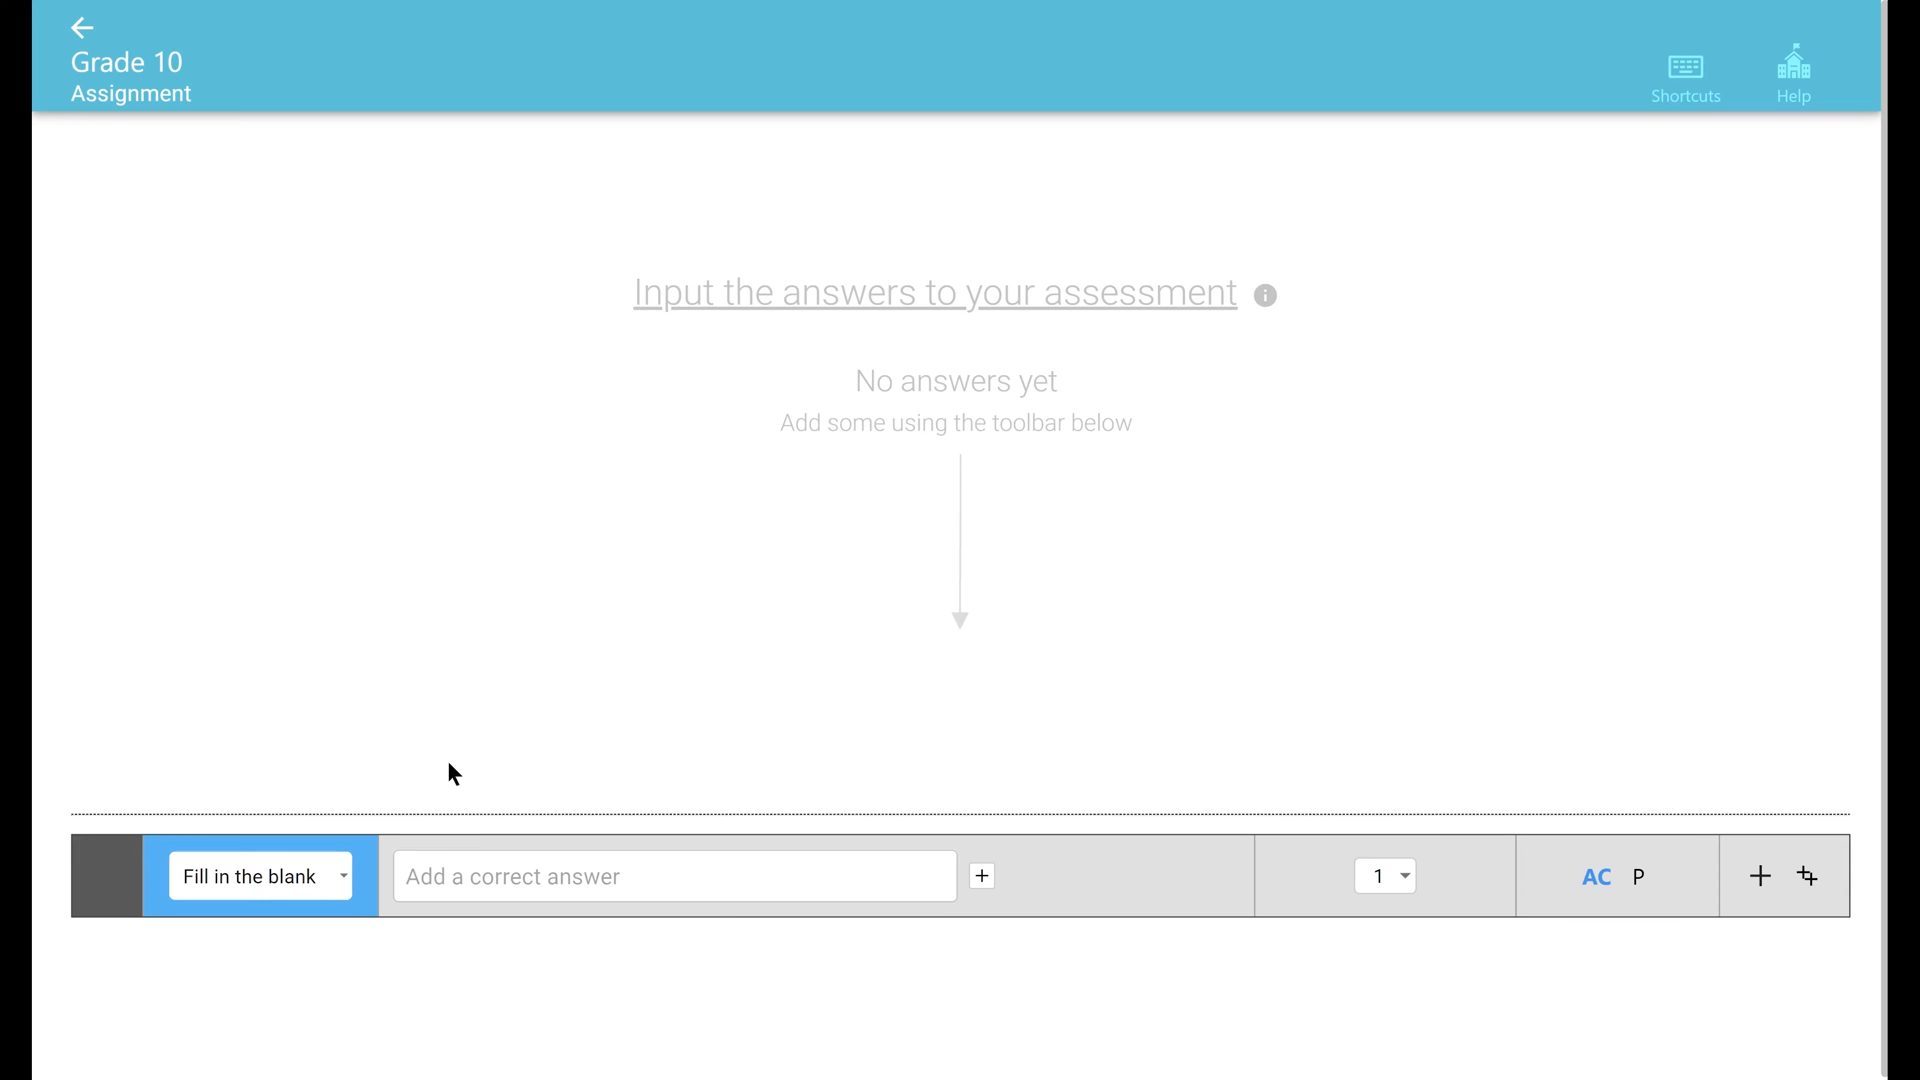 Grade 10
Assignment
Shortcuts
Help
Input the answers to your assessment
No answers yet
Add some using the toolbar below
Fill in the blank
Add a correct answer
1
AC P